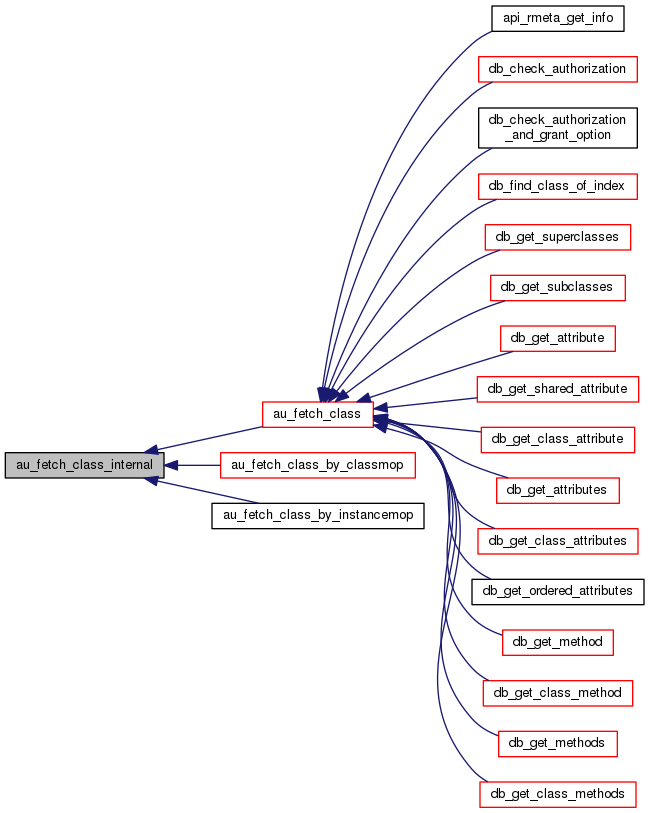 api_rmeta_get_info
db_check_authorization
db_check_authorization
_and_grant_option
db_find_class_of_index
db_get_superclasses
db_get_subclasses
db_get_attribute
db_get_shared_attribute
au_fetch_class
db_get_class_attribute
au_fetch_class_internal
au_fetch_class_by_classmop
db_get_attributes
au_fetch_class_by_instancemop
db_get_class_attributes
db_get_ordered_attributes
db_get_method
db_get_class_method
db_get_methods
db_get_class_methods